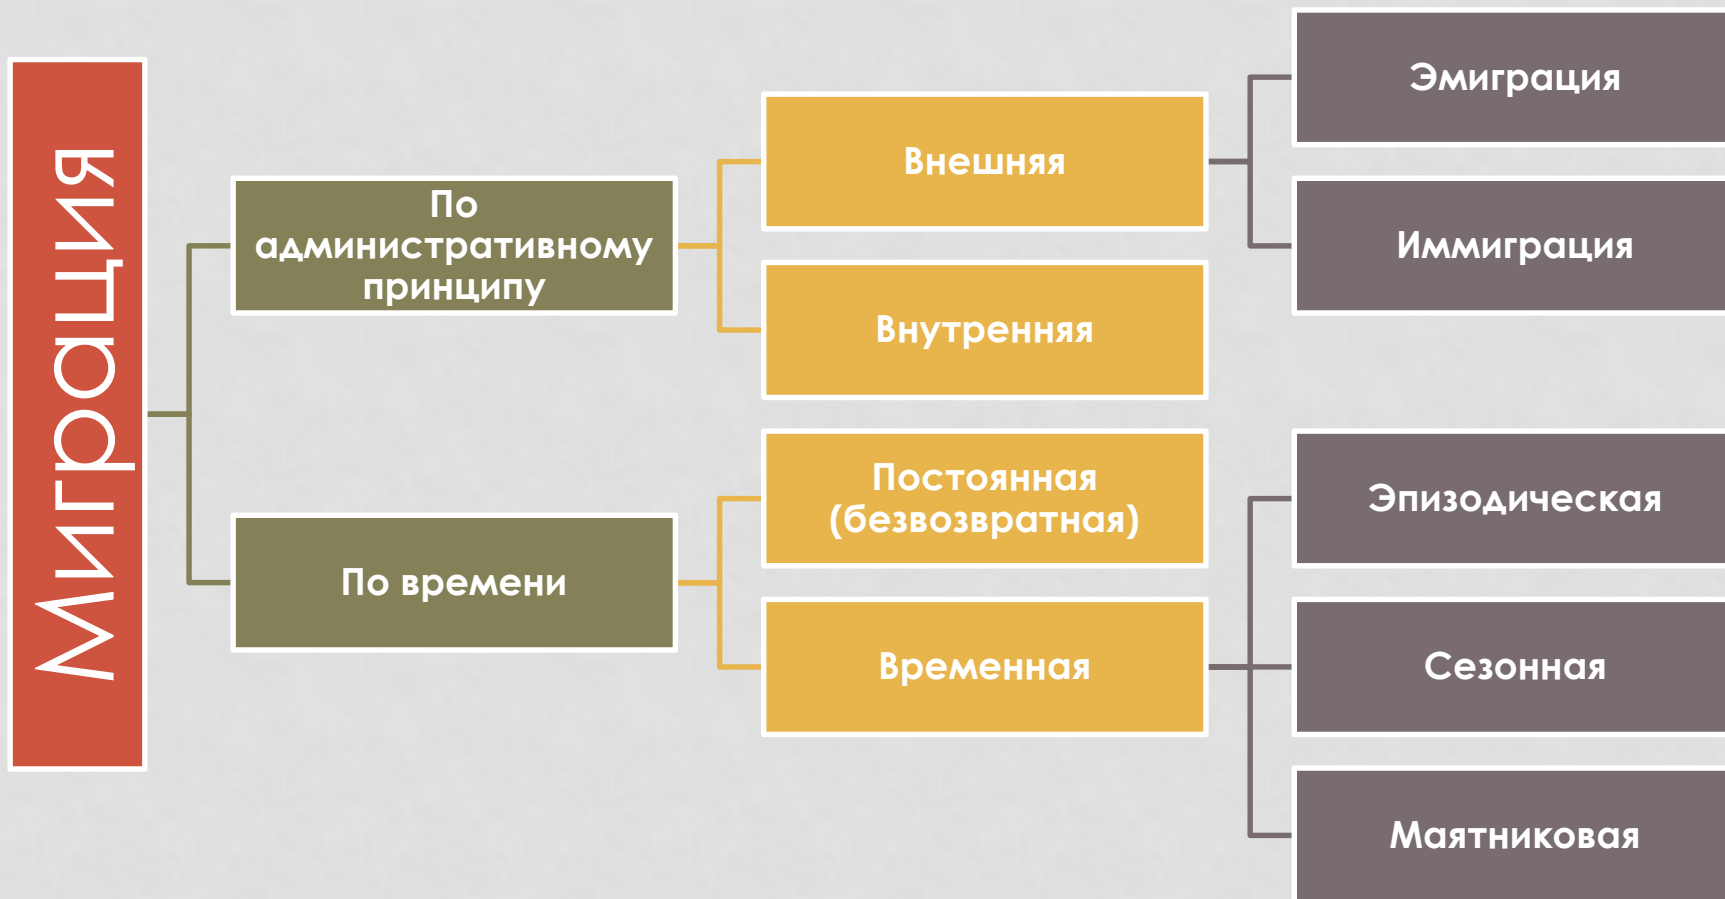 Миграция
По
административному
принципу
Внешняя
Эмиграция
Иммиграция
Внутренняя
По времени
Постоянная
(безвозвратная)
Временная
Эпизодическая
Сезонная
Маятниковая